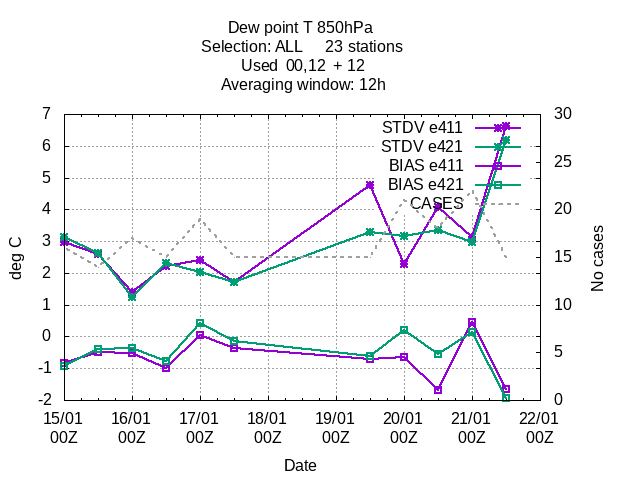 Dew point T 850hPa
Selection: ALL 23 stations
Used 00,12 + 12
Averaging window: 12h
7
6
5
4
3
2
1
0
-1
-2
deg C
STDV e411
STDV e421
BIAS e411
BIAS e421
CASES
30
25
20
15
10
5
0
No cases
15/01 16/01 17/01 18/01 19/01 20/01 21/01 22/01
00Z 00Z 00Z 00Z 00Z 00Z 00Z 00Z
Date